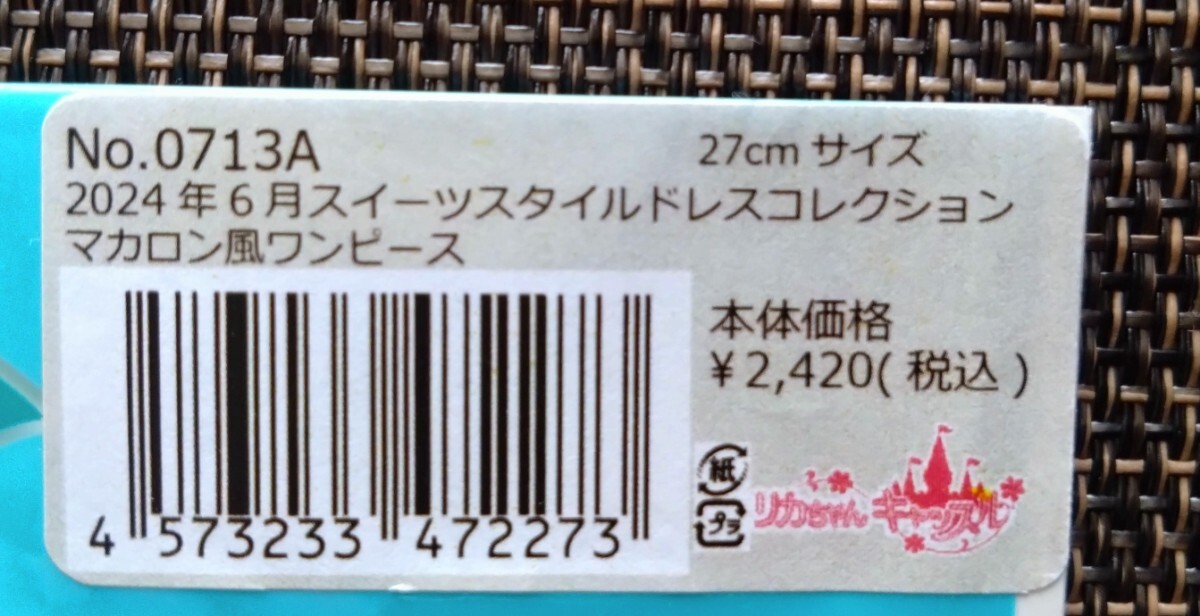 No.0713A 27cm サイズ
2024 年 6 月スイーツスタイルドレスコレクション
マカロン風ワンピース
本体価格
¥2,420( 税込 )
4 573233 472273
紙
プラ
リカちゃん キャッスル